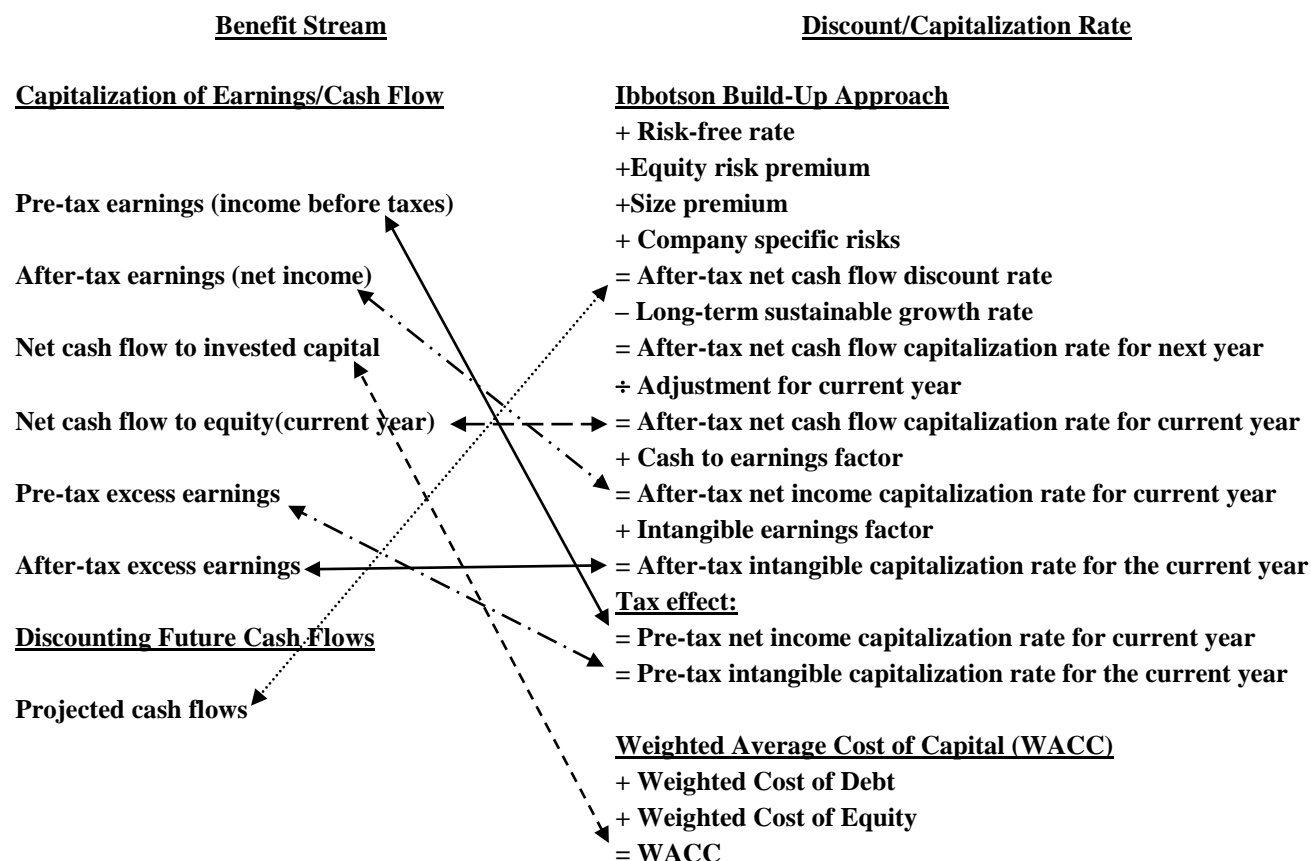 Benefit Stream
Discount/Capitalization Rate
Capitalization of Earnings/Cash Flow
Pre-tax earnings (income before taxes)
After-tax earnings (net income)
Net cash flow to invested capital
Net cash flow to equity(current year)
Pre-tax excess earnings
After-tax excess earnings
Discounting Future Cash Flows
Projected cash flows
Ibbotson Build-Up Approach
+ Risk-free rate
+Equity risk premium
+Size premium
+ Company specific risks
= After-tax net cash flow discount rate
– Long-term sustainable growth rate
= After-tax net cash flow capitalization rate for next year
÷ Adjustment for current year
= After-tax net cash flow capitalization rate for current year
+ Cash to earnings factor
= After-tax net income capitalization rate for current year
+ Intangible earnings factor
= After-tax intangible capitalization rate for the current year
Tax effect:
= Pre-tax net income capitalization rate for current year
= Pre-tax intangible capitalization rate for the current year
Weighted Average Cost of Capital (WACC)
+ Weighted Cost of Debt
+ Weighted Cost of Equity
= WACC